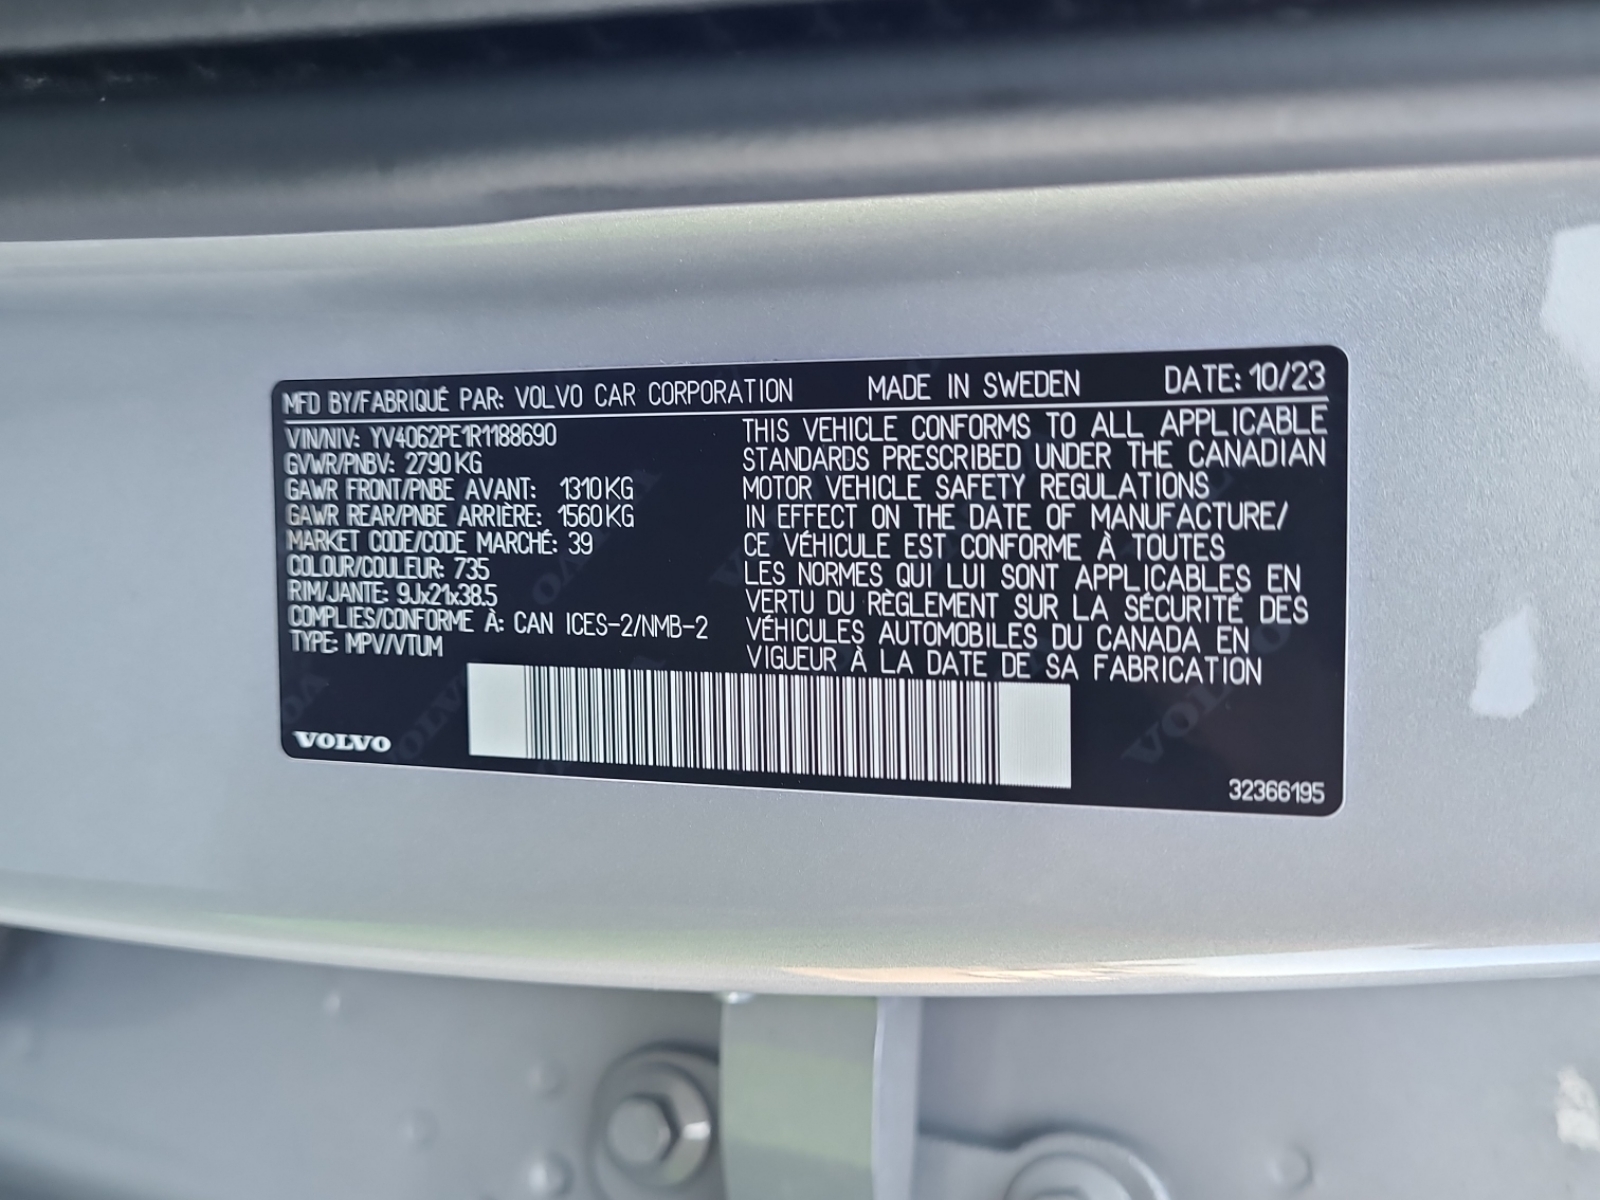 MFD BY/FABRIQUÉ PAR: VOLVO CAR CORPORATION MADE IN SWEDEN DATE: 10/23
VIN/NIV: YV4062PE1R1188690
GVWR/PNBV: 2790 KG
GAWR FRONT/PNBE AVANT: 1310 KG
GAWR REAR/PNBE ARRIÈRE: 1560 KG
MARKET CODE/CODE MARCHÉ: 39
COLOUR/COULEUR: 735
RIM/JANTE: 9Jx21x38.5
COMPLIES/CONFORME À: CAN ICES-2/NMB-2
TYPE: MPV/VTUM
THIS VEHICLE CONFORMS TO ALL APPLICABLE
STANDARDS PRESCRIBED UNDER THE CANADIAN
MOTOR VEHICLE SAFETY REGULATIONS
IN EFFECT ON THE DATE OF MANUFACTURE/
CE VÉHICULE EST CONFORME À TOUTES
LES NORMES QUI LUI SONT APPLICABLES EN
VERTU DU RÈGLEMENT SUR LA SÉCURITÉ DES
VÉHICULES AUTOMOBILES DU CANADA EN
VIGUEUR À LA DATE DE SA FABRICATION
VOLVO
32366195